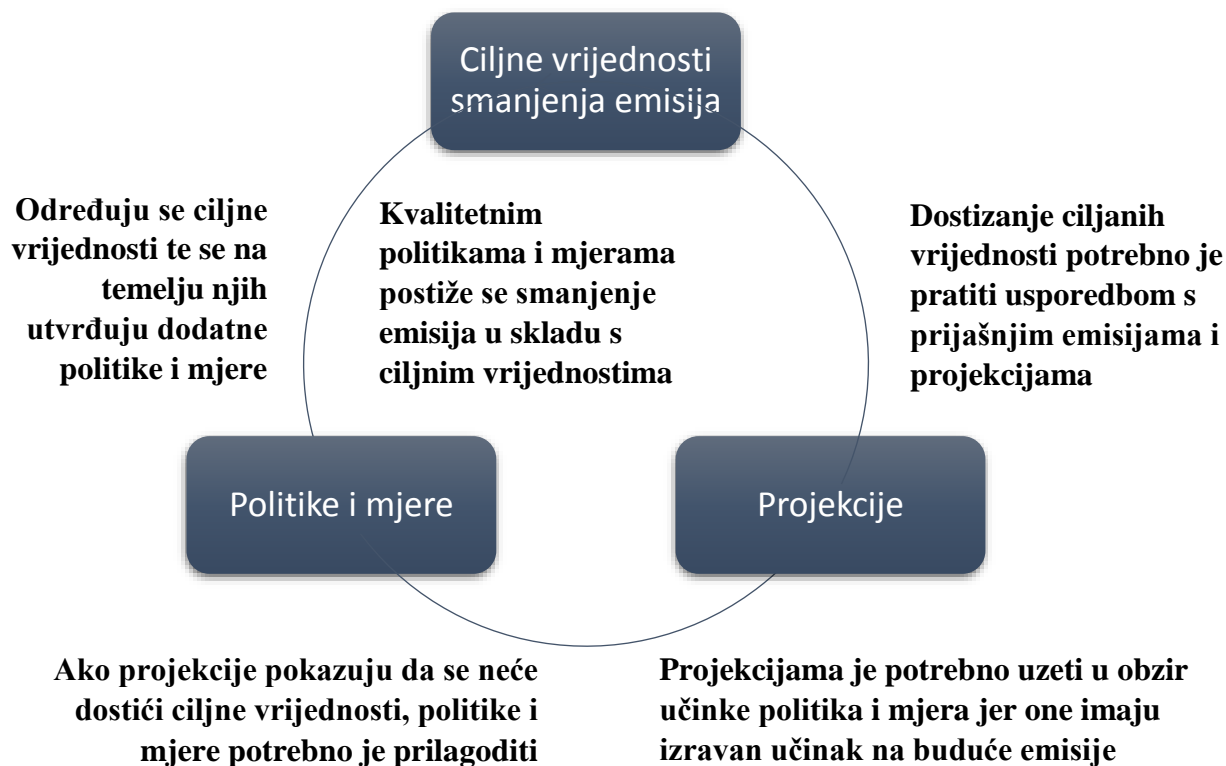 Ciljne vrijednosti
smanjenja emisija
Određuju se ciljne
vrijednosti te se na
temelju njih
utvrđuju dodatne
politike i mjere
Kvalitetnim
politikama i mjerama
postiže se smanjenje
emisija u skladu s
ciljnim vrijednostima
Dostizanje ciljanih
vrijednosti potrebno je
pratiti usporedbom s
prijašnjim emisijama i
projekcijama
Politike i mjere
Projekcije
Ako projekcije pokazuju da se neće
dostići ciljne vrijednosti, politike i
mjere potrebno je prilagoditi
Projekcijama je potrebno uzeti u obzir
učinke politika i mjera jer one imaju
izravan učinak na buduće emisije